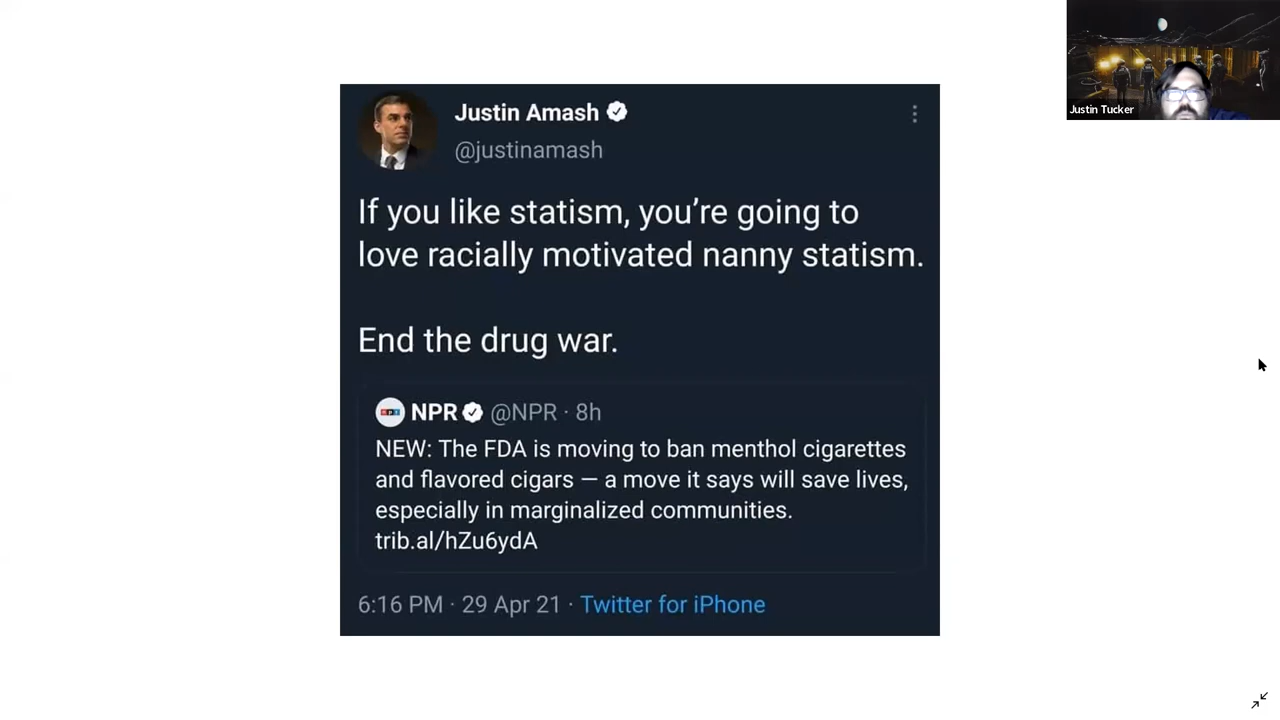 Justin Tucker
Justin Amash
@justinamash
If you like statism, you’re going to
love racially motivated nanny statism.
End the drug war.
npr NPR @NPR · 8h
NEW: The FDA is moving to ban menthol cigarettes
and flavored cigars — a move it says will save lives,
especially in marginalized communities.
trib.al/hZu6ydA
6:16 PM · 29 Apr 21 · Twitter for iPhone